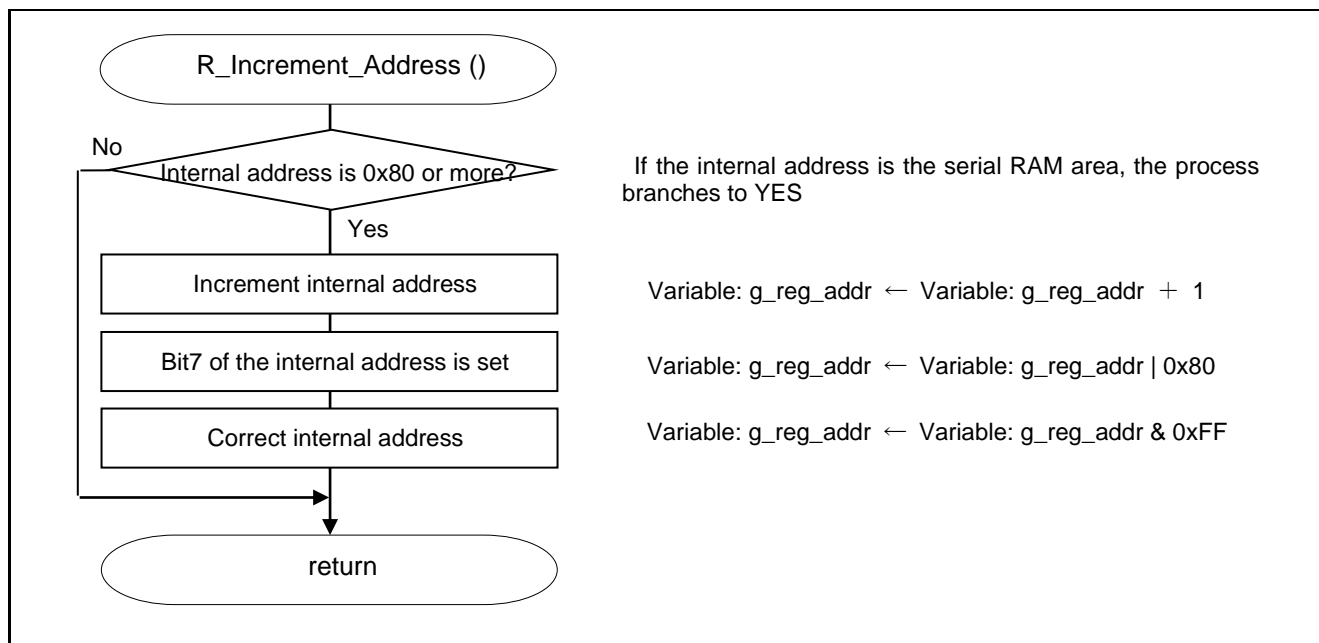 R_Increment_Address ()
No
Internal address is 0x80 or more?
If the internal address is the serial RAM area, the process
branches to YES
Yes
Increment internal address
Variable: g_reg_addr ← Variable: g_reg_addr ＋ 1
Bit7 of the internal address is set
Variable: g_reg_addr ← Variable: g_reg_addr | 0x80
Correct internal address
Variable: g_reg_addr ← Variable: g_reg_addr & 0xFF
return